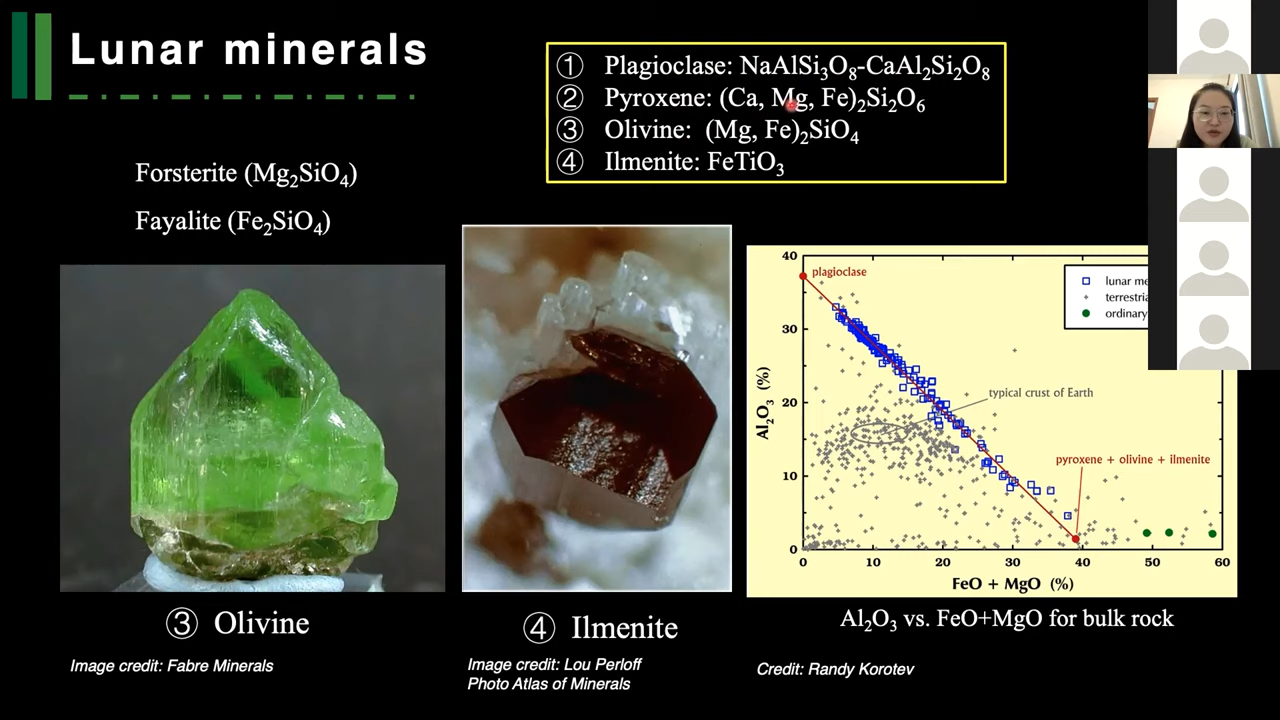 Lunar minerals
① Plagioclase: NaAlSi₃O₈-CaAl₂Si₂O₈
② Pyroxene: (Ca, Mg, Fe)₂Si₂O₆
③ Olivine: (Mg, Fe)₂SiO₄
④ Ilmenite: FeTiO₃
Forsterite (Mg₂SiO₄)
Fayalite (Fe₂SiO₄)
③ Olivine
Image credit: Fabre Minerals
④ Ilmenite
Image credit: Lou Perloff
Photo Atlas of Minerals
40
30
20
10
0
Al₂O₃ (%)
plagioclase
lunar me
terrestria
ordinary
typical crust of Earth
pyroxene + olivine + ilmenite
0 10 20 30 40 50 60
FeO + MgO (%)
Al₂O₃ vs. FeO+MgO for bulk rock
Credit: Randy Korotev